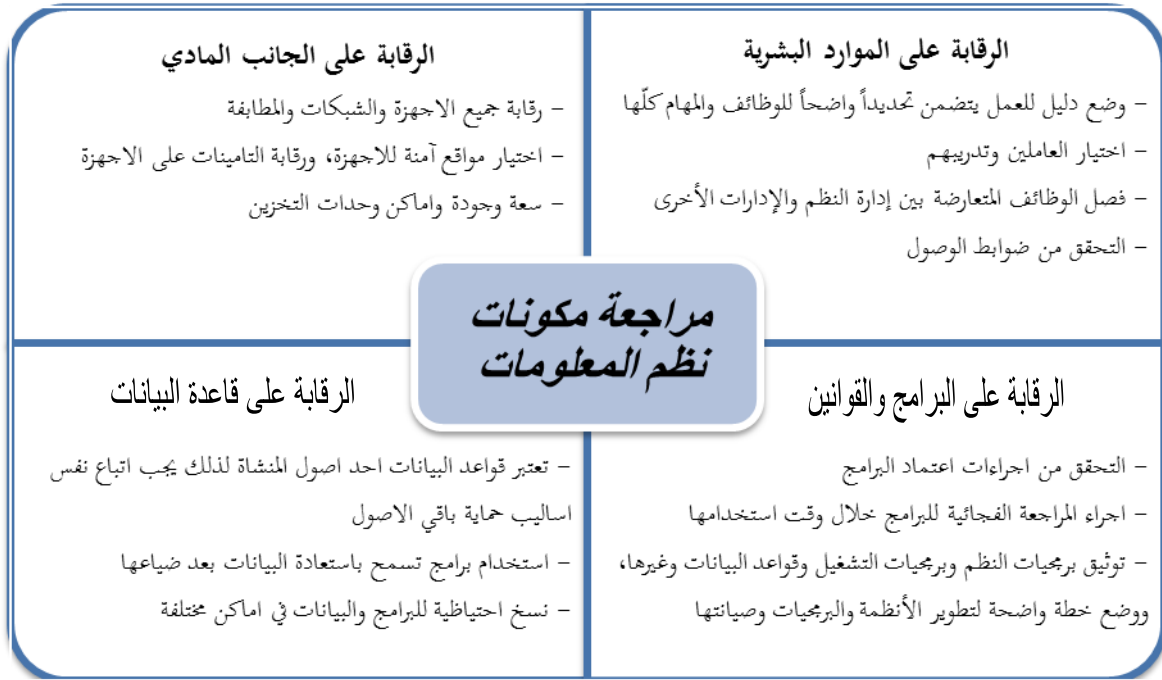 الرقابة على الموارد البشرية
– وضع دليل للعمل يتضمن تحديداً واضحاً للوظائف والمهام كلّها
– اختيار العاملين وتدريبهم
– فصل الوظائف المتعارضة بين إدارة النظم والإدارات الأخرى
– التحقق من ضوابط الوصول
الرقابة على الجانب المادي
– رقابة جميع الاجهزة والشبكات والمطابفة
– اختيار مواقع آمنة للاجهزة، ورقابة التامينات على الاجهزة
– سعة وجودة واماكن وحدات التخزين
مراجعة مكونات
نظم المعلومات
الرقابة على البرامج والقوانين
– التحقق من اجراءات اعتماد البرامج
– اجراء المراجعة الفجائية للبرامج خلال وقت استخدامها
– توثيق برمجيات النظم وبرمجيات التشغيل وقواعد البيانات وغيرها،
ووضع خطة واضحة لتطوير الأنظمة والبرمجيات وصيانتها
الرقابة على قاعدة البيانات
– تعتبر قواعد البيانات احد اصول المنشاة لذلك يجب اتباع نفس
اساليب حماية باقي الاصول
– استخدام برامج تسمح باستعادة البيانات بعد ضياعها
– نسخ احتياظية للبرامج والبيانات في اماكن مختلفة